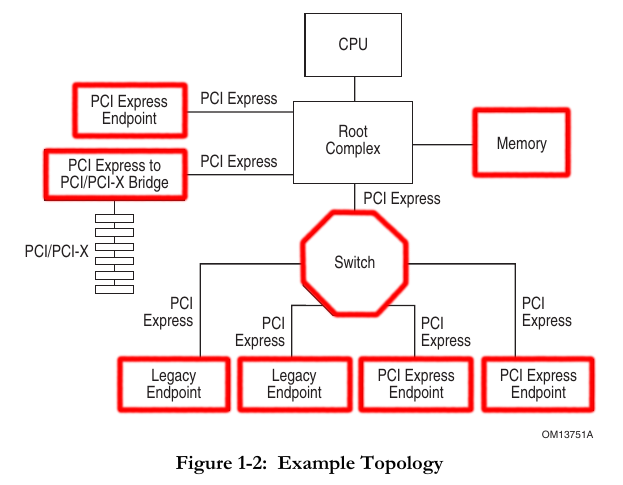 CPU
PCI Express
Endpoint
PCI Express
Root
Complex
Memory
PCI Express to
PCI/PCI-X Bridge
PCI Express
PCI Express
PCI/PCI-X
Switch
PCI
Express
PCI
Express
PCI
Express
PCI
Express
Legacy
Endpoint
Legacy
Endpoint
PCI Express
Endpoint
PCI Express
Endpoint
OM13751A
Figure 1-2: Example Topology